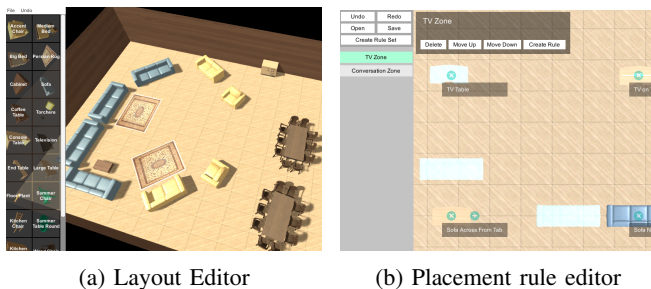 File Undo
Accent Chair
Medium Bed
Big Bed
Persian Rug
Cabinet
Sofa
Coffee Table
Torchere
Console Table
Television
End Table
Large Table
FloorPlant
Summer Chair
Kitchen Chair
Summer Table Round
Kitchen
Undo
Redo
Open
Save
Create Rule Set
TV Zone
Conversation Zone
TV Zone
Delete
Move Up
Move Down
Create Rule
TV Table
TV on
Sofa Across From Tab
Sofa N
(a) Layout Editor
(b) Placement rule editor